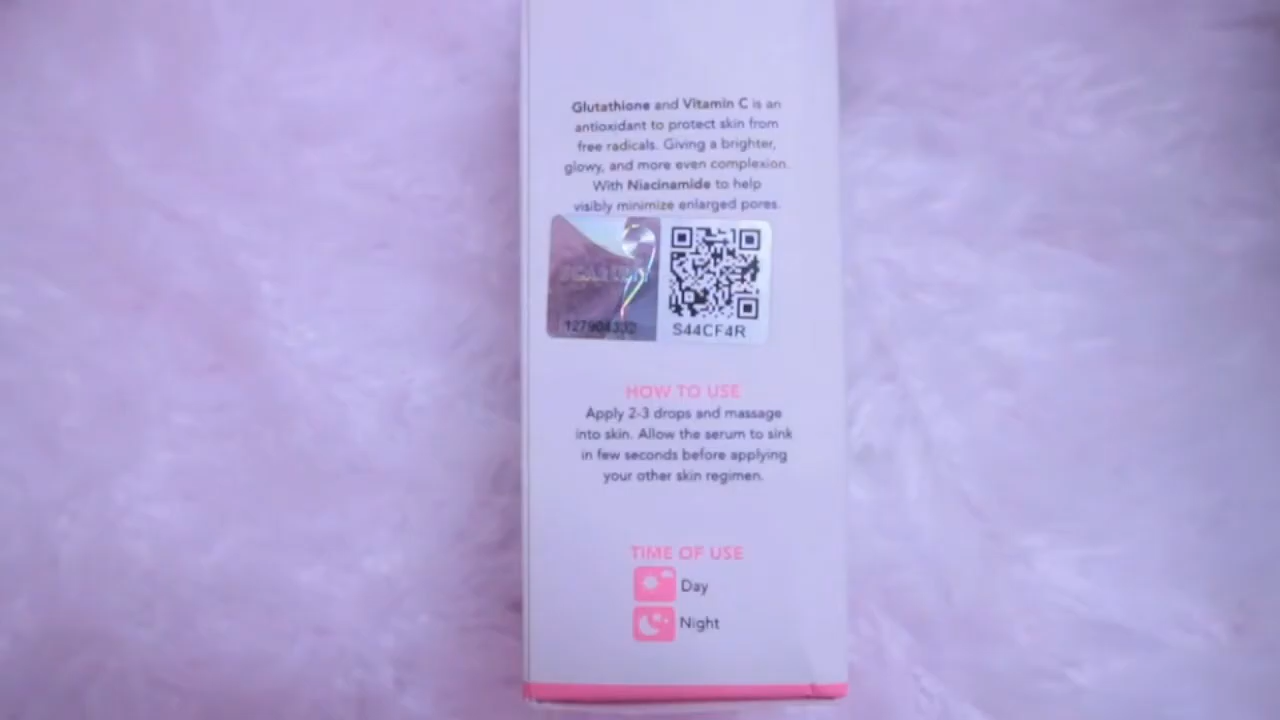 Glutathione and Vitamin C is an
antioxidant to protect skin from
free radicals. Giving a brighter,
glowy, and more even complexion.
With Niacinamide to help
visibly minimize enlarged pores.
127904332
S44CF4R
HOW TO USE
Apply 2-3 drops and massage
into skin. Allow the serum to sink
in few seconds before applying
your other skin regimen.
TIME OF USE
Day
Night